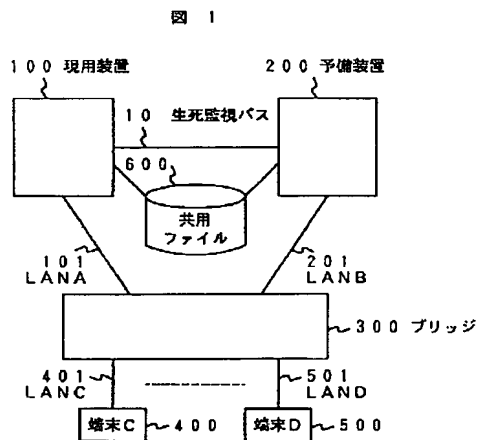 図 1
100 現用装置
200 予備装置
10 生死監視パス
600
共用
ファイル
101
LANA
201
LANB
300 ブリッジ
401
LANC
501
LAND
端末C
400
端末D
500